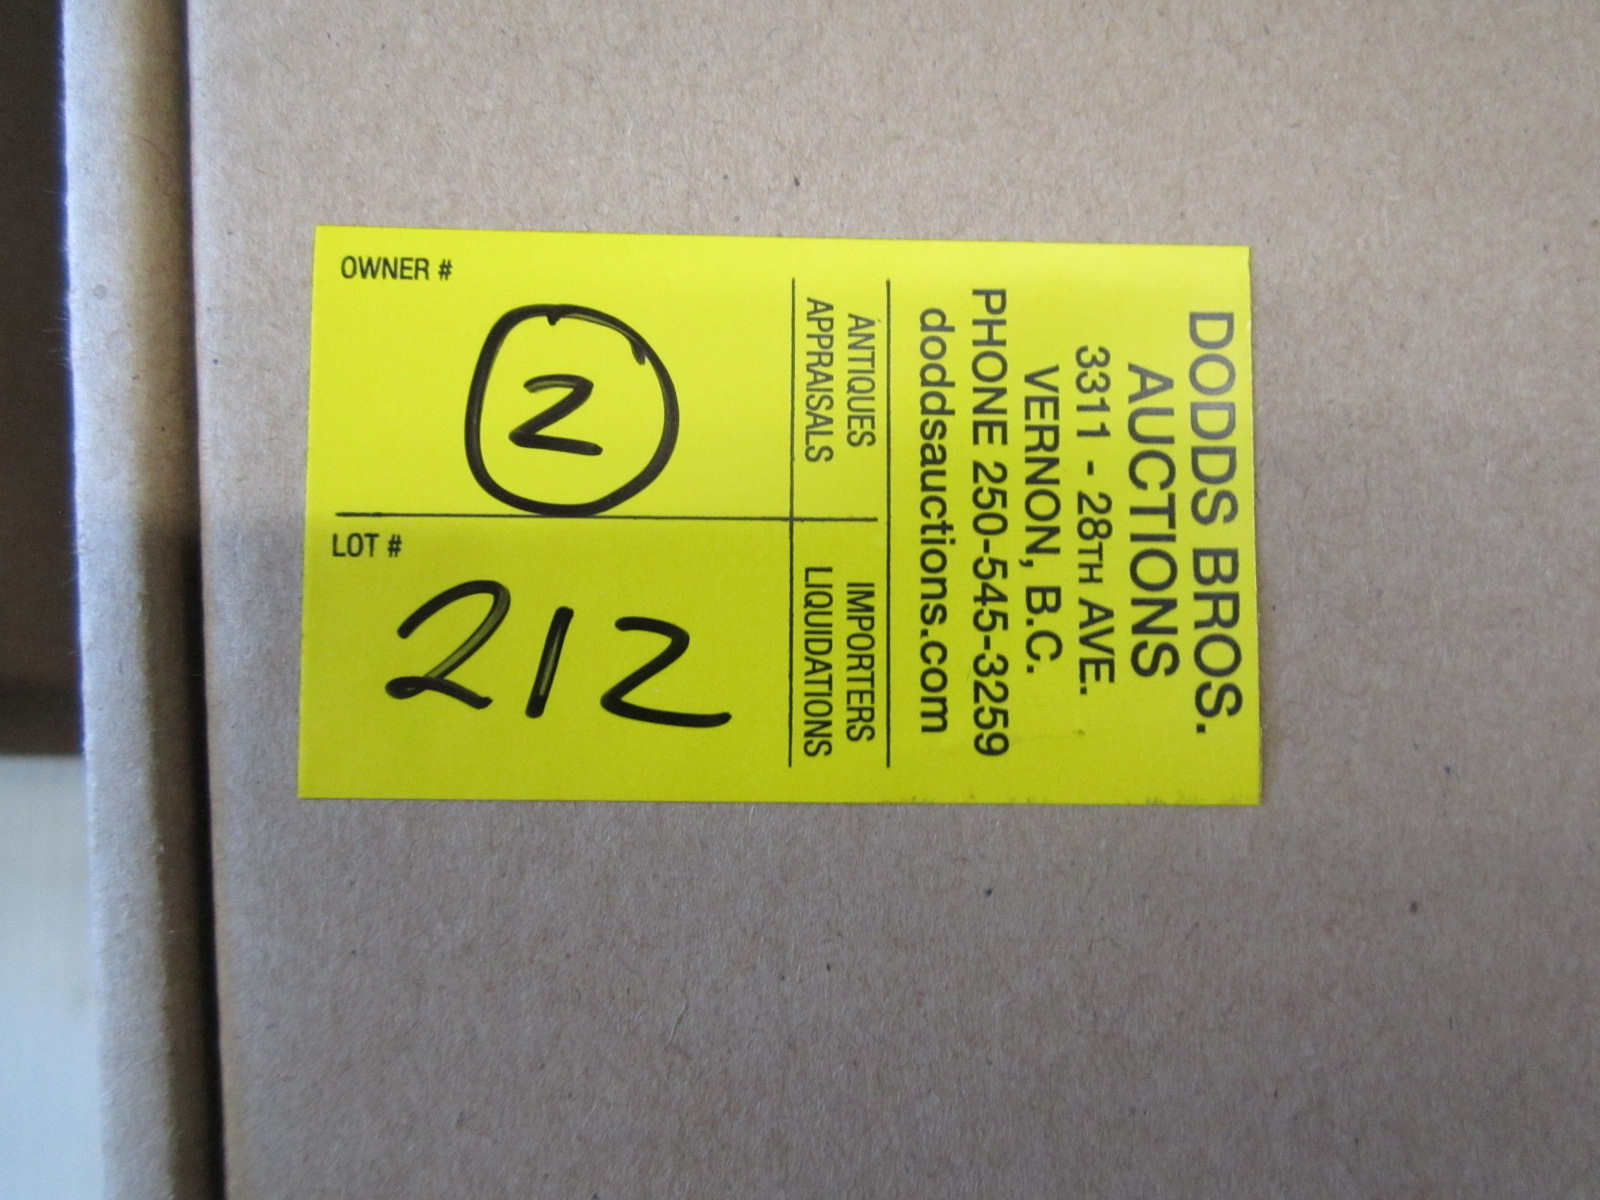 DODDS BROS.
AUCTIONS
3311 - 28TH AVE.
VERNON, B.C.
PHONE 250-545-3259
doddsauctions.com
ANTIQUES
APPRAISALS
IMPORTERS
LIQUIDATIONS
OWNER #
2
LOT #
212